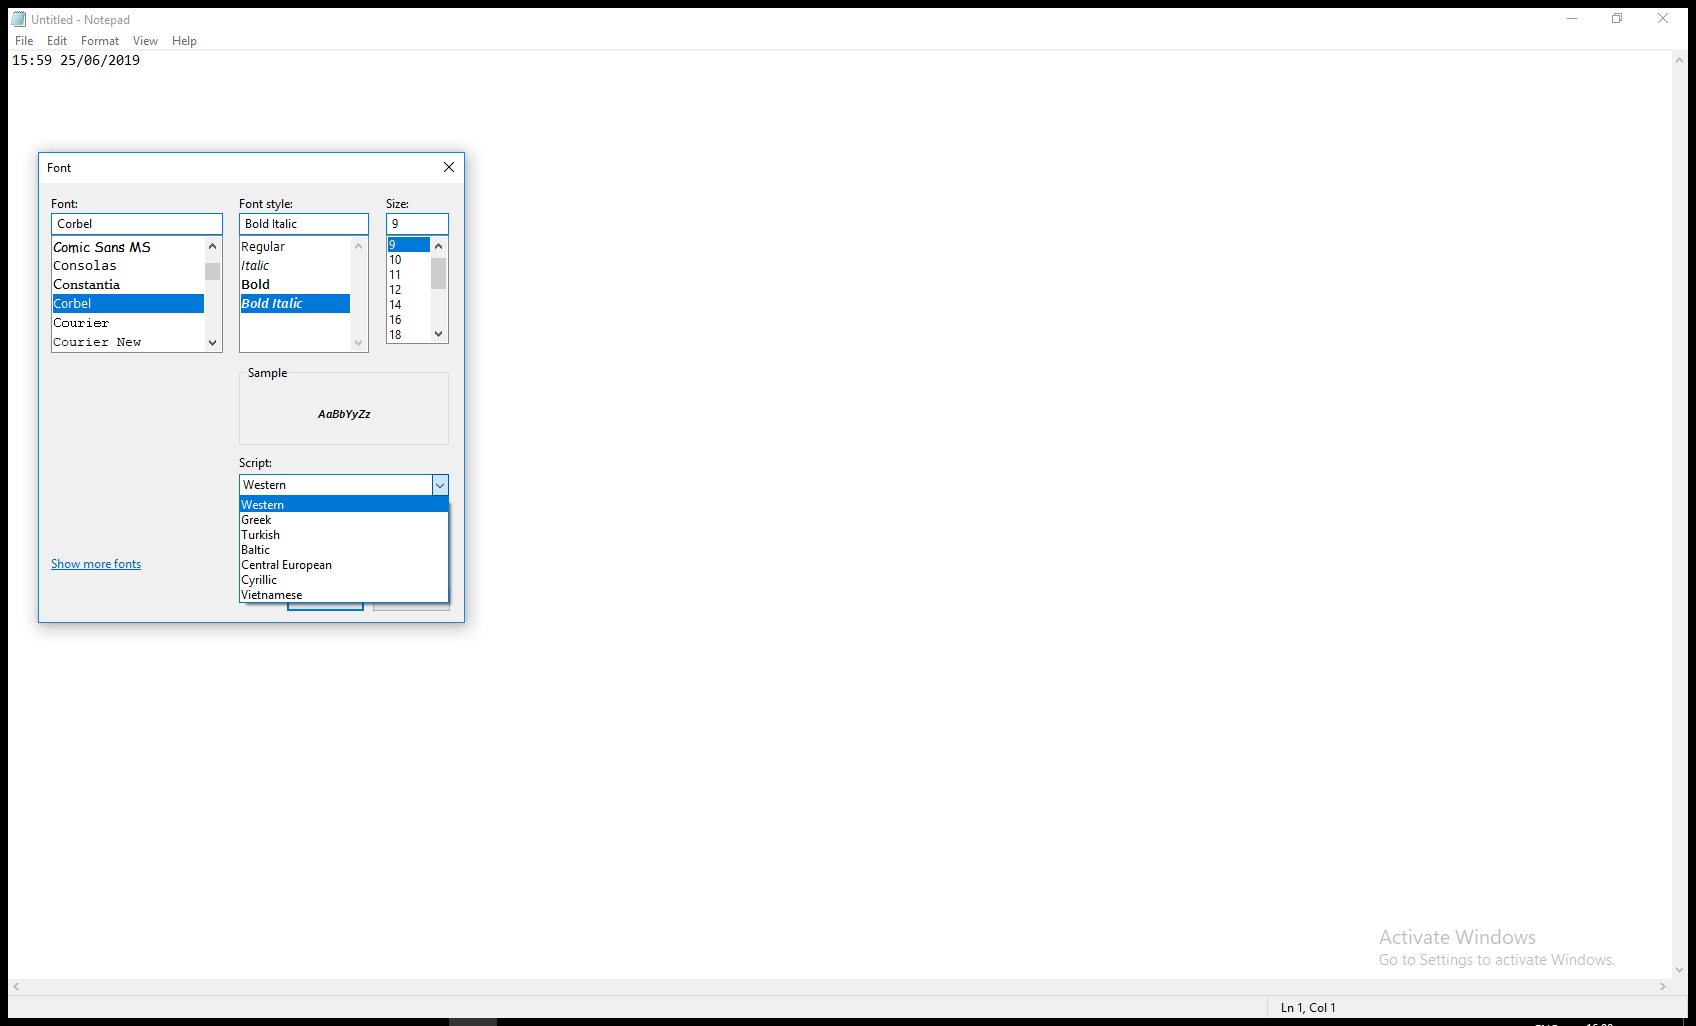 Untitled - Notepad
File Edit Format View Help
15:59 25/06/2019
Font
Font:
Corbel
Comic Sans MS
Consolas
Constantia
Corbel
Courier
Courier New
Font style:
Bold Italic
Regular
Italic
Bold
Bold Italic
Size:
9
9
10
11
12
14
16
18
Sample
AaBbYyZz
Script:
Western
Western
Greek
Turkish
Baltic
Central European
Cyrillic
Vietnamese
Show more fonts
Activate Windows
Go to Settings to activate Windows.
Ln 1, Col 1